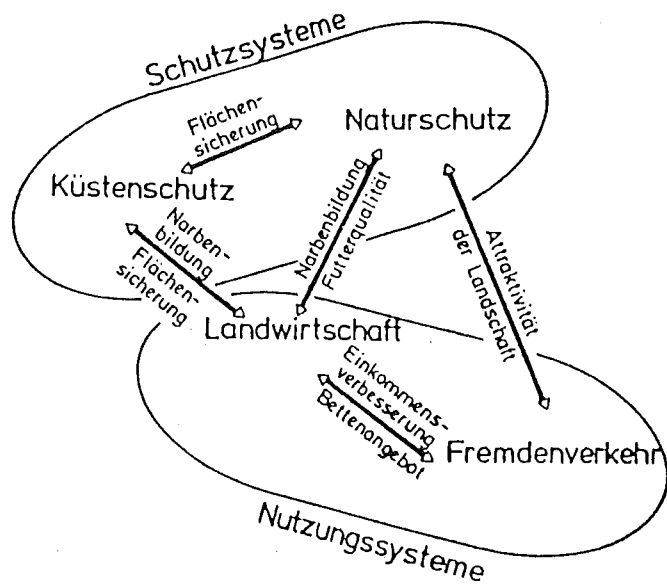 Schutzsysteme
Flächen-
sicherung
Naturschutz
Küstenschutz
Narben-
bildung
Flächen-
sicherung
Narbenbildung
Futterqualität
Attraktivität
der Landschaft
Landwirtschaft
Einkommens-
verbesserung
Bettenangebot
Fremdenverkehr
Nutzungssysteme